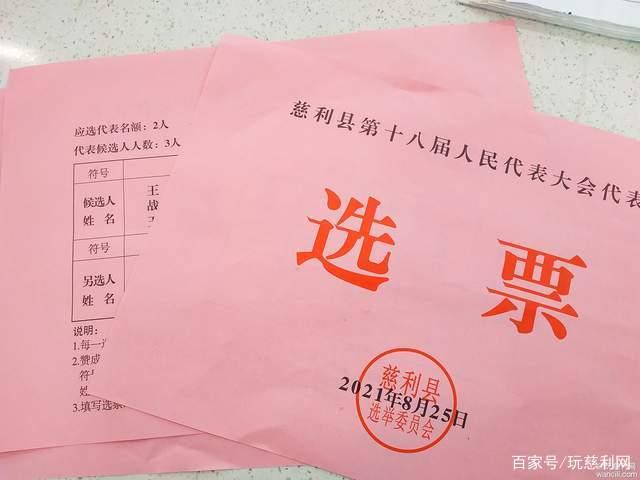 应选代表名额：2人
代表候选人人数：3人
符号
候选人
姓 名
王
战
符号
另选人
姓 名
说明：
1.每一
2.赞成
符
姓
3.填写选票
慈利县第十八届人民代表大会代表
选 票
慈利县
2021年8月25日
选举委员会
百家号/玩慈利网
wancili.com